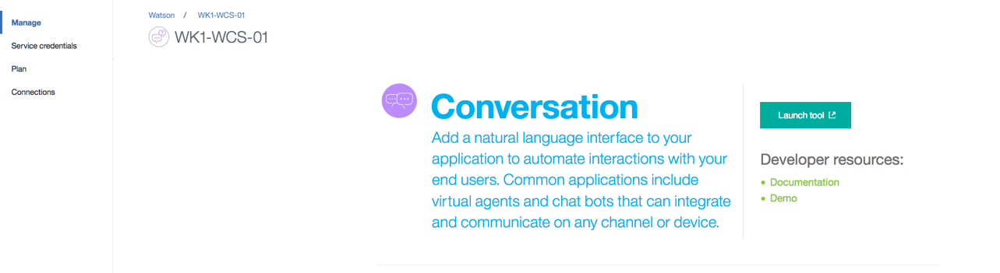 Manage
Service credentials
Plan
Connections
Watson / WK1-WCS-01
WK1-WCS-01
Conversation
Add a natural language interface to your
application to automate interactions with your
end users. Common applications include
virtual agents and chat bots that can integrate
and communicate on any channel or device.
Launch tool
Developer resources:
• Documentation
• Demo